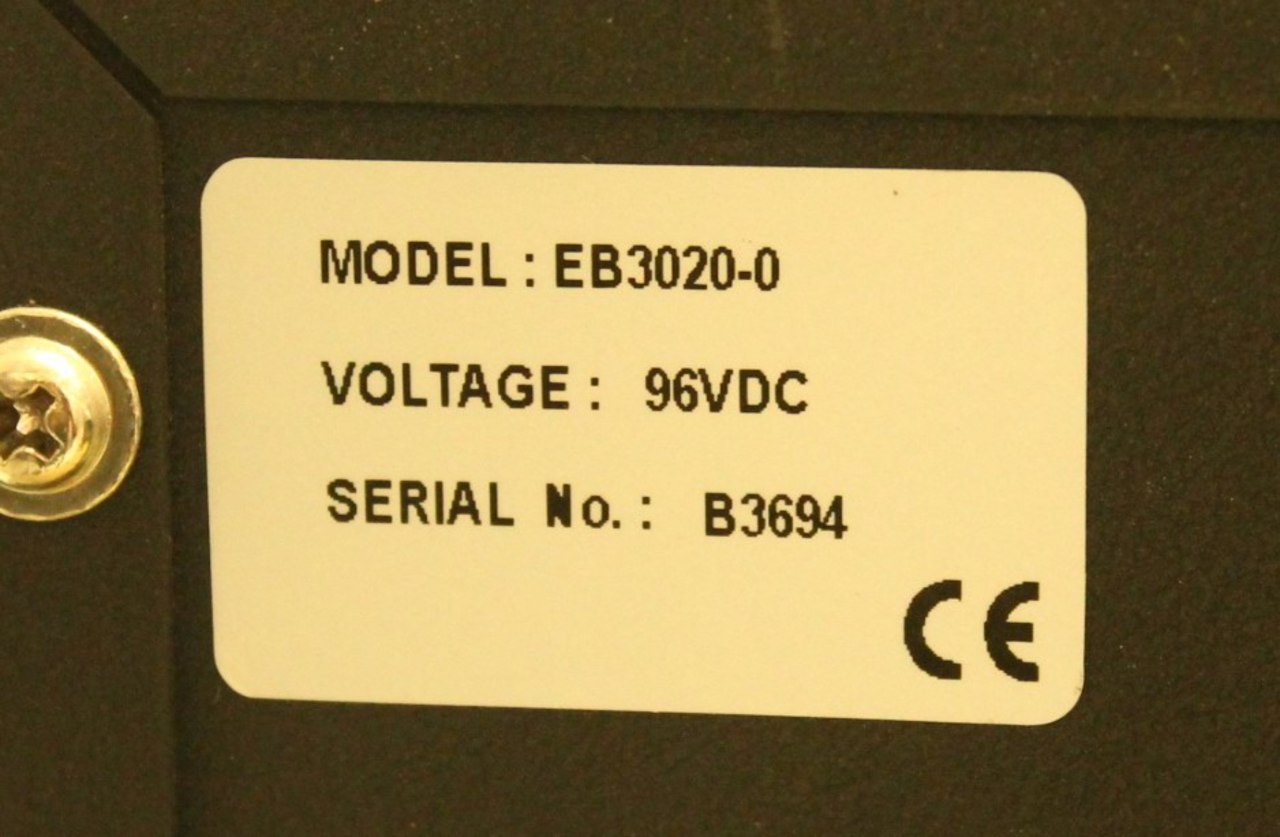 MODEL : EB3020-0
VOLTAGE : 96VDC
SERIAL No. : B3694
CE